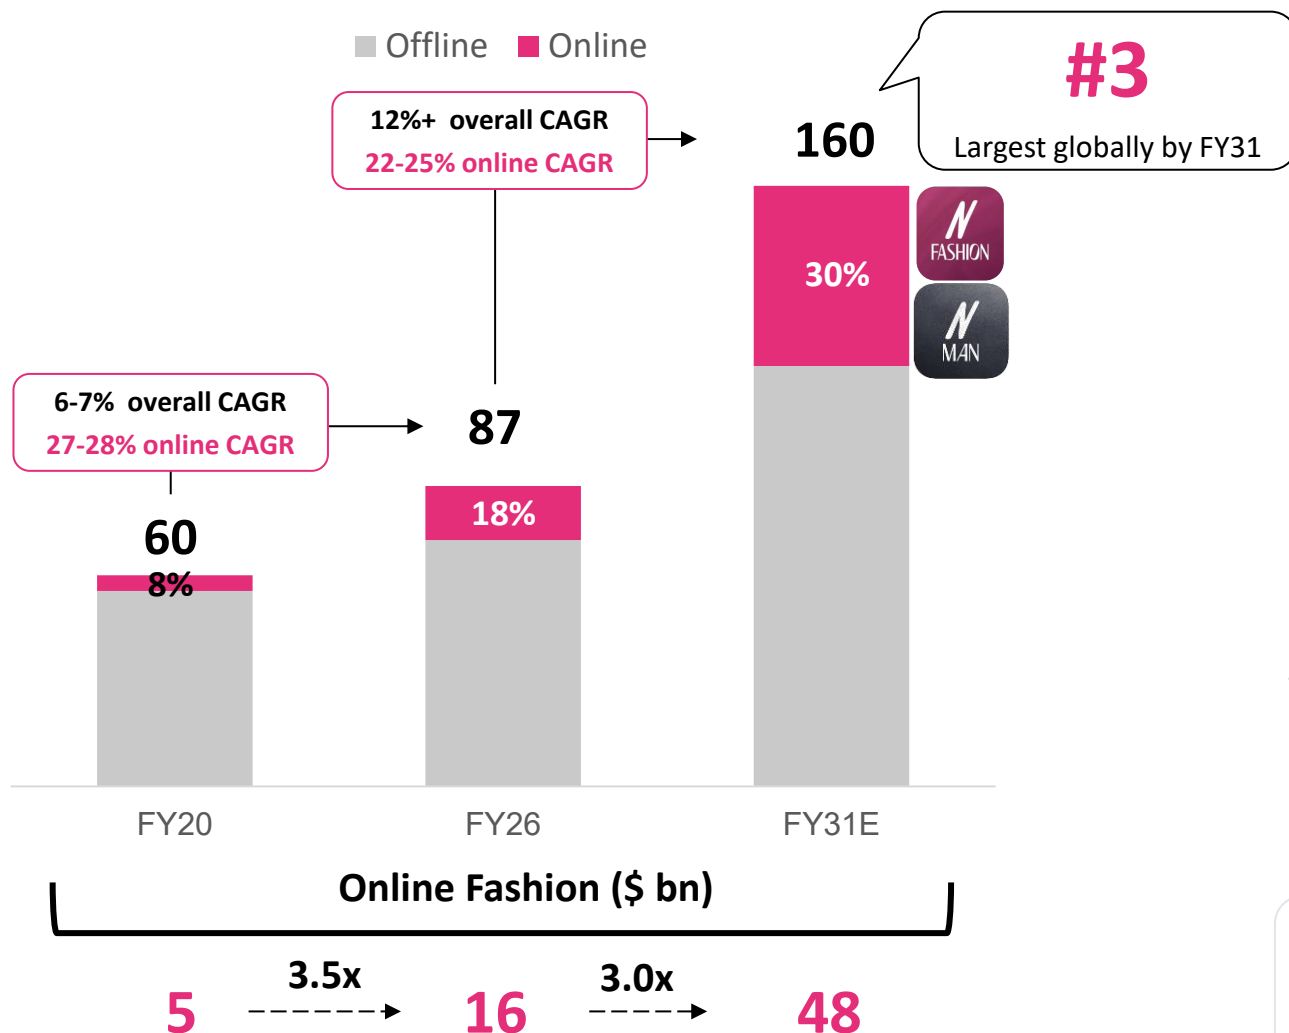 Offline Online
#3
Largest globally by FY31
12%+ overall CAGR
22-25% online CAGR
160
N
FASHION
30%
N
MAN
6-7% overall CAGR
27-28% online CAGR
87
18%
60
8%
FY20 FY26 FY31E
Online Fashion ($ bn)
3.5x 3.0x
5 16 48